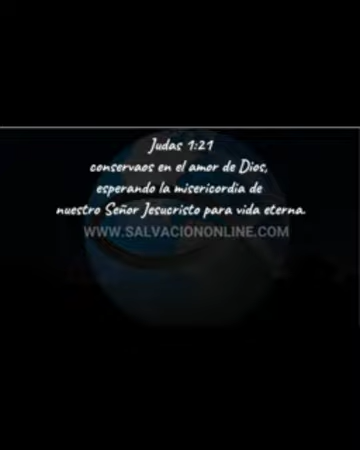 Judas 1:21
conservaos en el amor de Dios,
esperando la misericordia de
nuestro Señor Jesucristo para vida eterna.
WWW.SALVACIONONLINE.COM